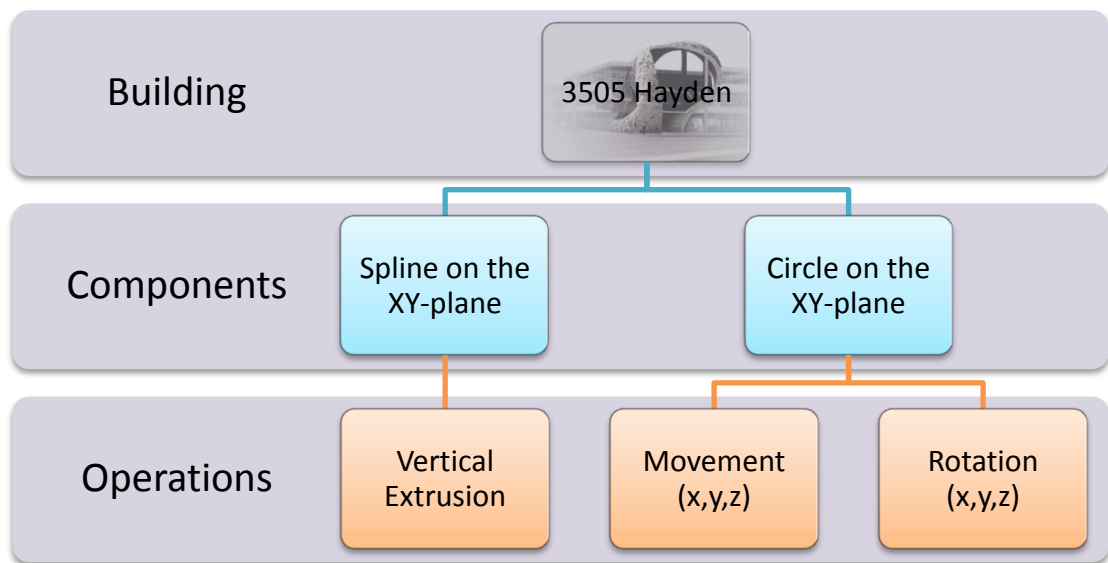 Building
3505 Hayden
Components
Spline on the
XY-plane
Circle on the
XY-plane
Operations
Vertical
Extrusion
Movement
(x,y,z)
Rotation
(x,y,z)